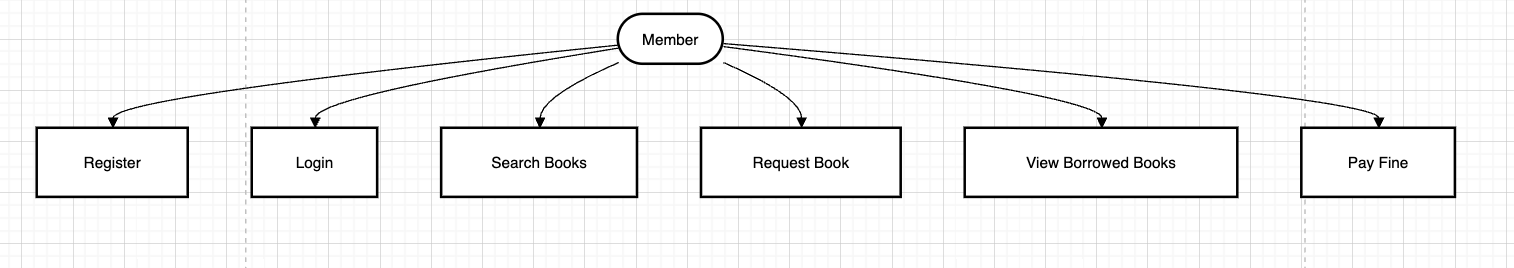 Member
Register
Login
Search Books
Request Book
View Borrowed Books
Pay Fine